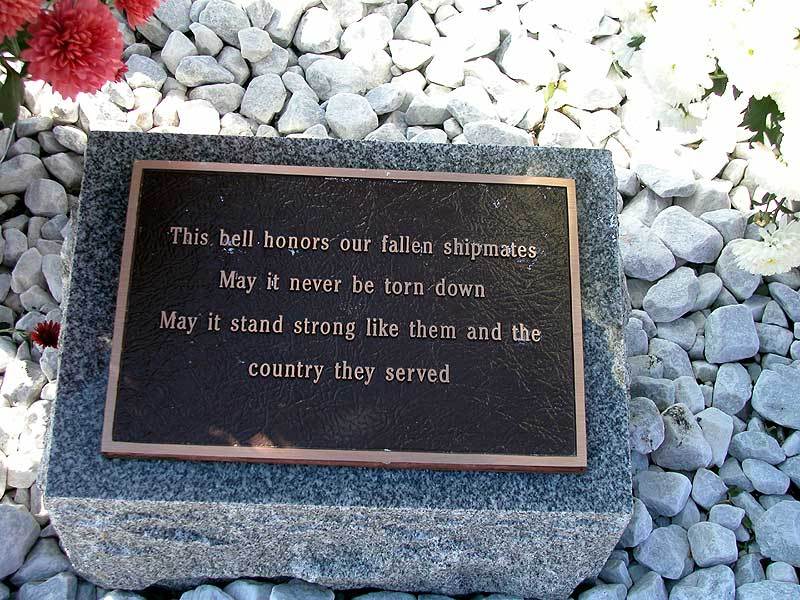 This bell honors our fallen shipmates
May it never be torn down
May it stand strong like them and the
country they served